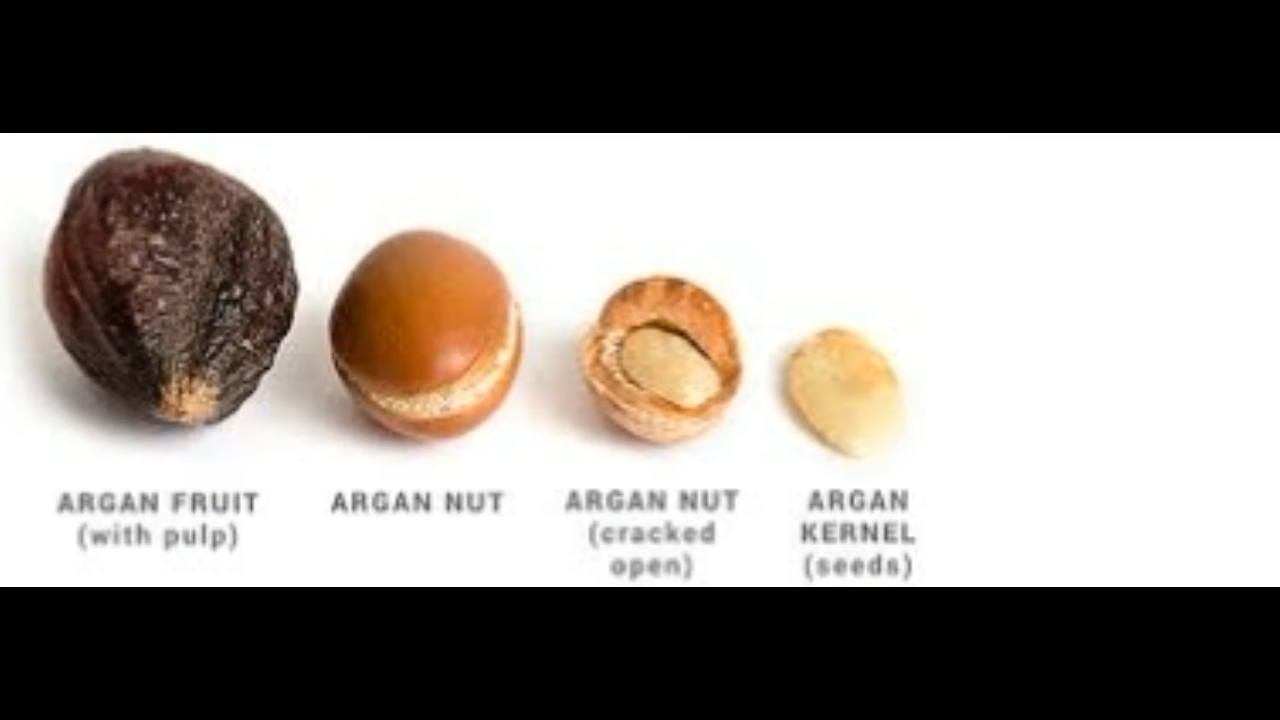 ARGAN FRUIT
(with pulp)
ARGAN NUT
ARGAN NUT
(cracked
open)
ARGAN
KERNEL
(seeds)